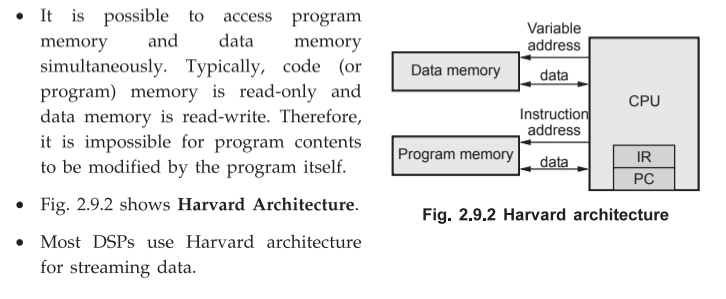 • It is possible to access program
memory and data memory
simultaneously. Typically, code (or
program) memory is read-only and
data memory is read-write. Therefore,
it is impossible for program contents
to be modified by the program itself.
• Fig. 2.9.2 shows Harvard Architecture.
• Most DSPs use Harvard architecture
for streaming data.
Variable
address
Data memory
data
CPU
Instruction
address
Program memory
data
IR
PC
Fig. 2.9.2 Harvard architecture